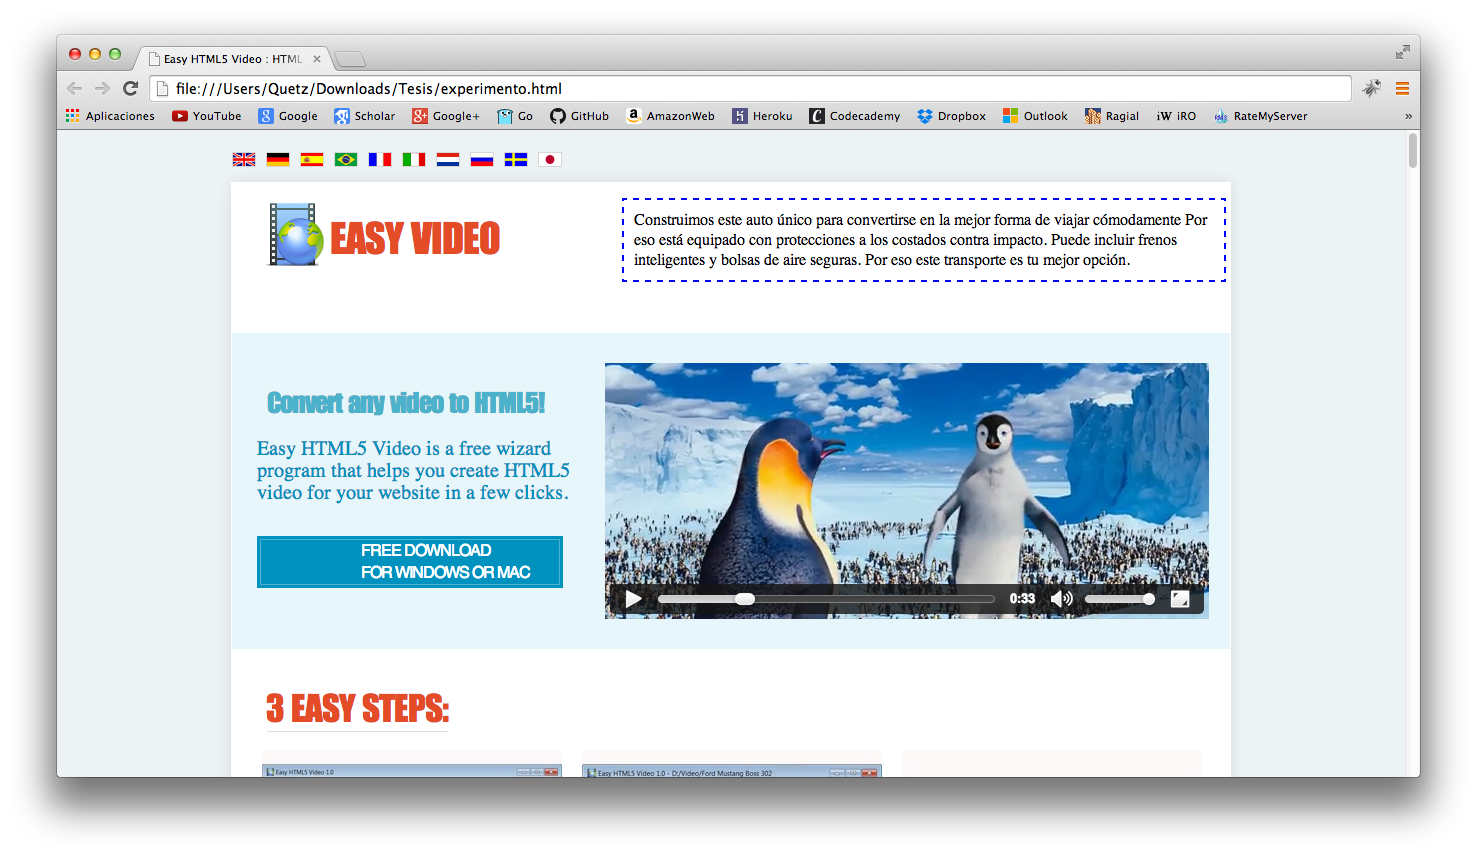 Easy HTML5 Video : HTML
file:///Users/Quetz/Downloads/Tesis/experimento.html
Aplicaciones YouTube Google Scholar Google+ Go GitHub AmazonWeb Heroku Codecademy Dropbox Outlook Ragial iW iRO RateMyServer »
EASY VIDEO
Construimos este auto único para convertirse en la mejor forma de viajar cómodamente Por
eso está equipado con protecciones a los costados contra impacto. Puede incluir frenos
inteligentes y bolsas de aire seguras. Por eso este transporte es tu mejor opción.
Convert any video to HTML5!
Easy HTML5 Video is a free wizard
program that helps you create HTML5
video for your website in a few clicks.
FREE DOWNLOAD
FOR WINDOWS OR MAC
0:33
3 EASY STEPS:
Easy HTML5 Video 1.0
Easy HTML5 Video 1.0 - D:/Video/Ford Mustang Boss 302